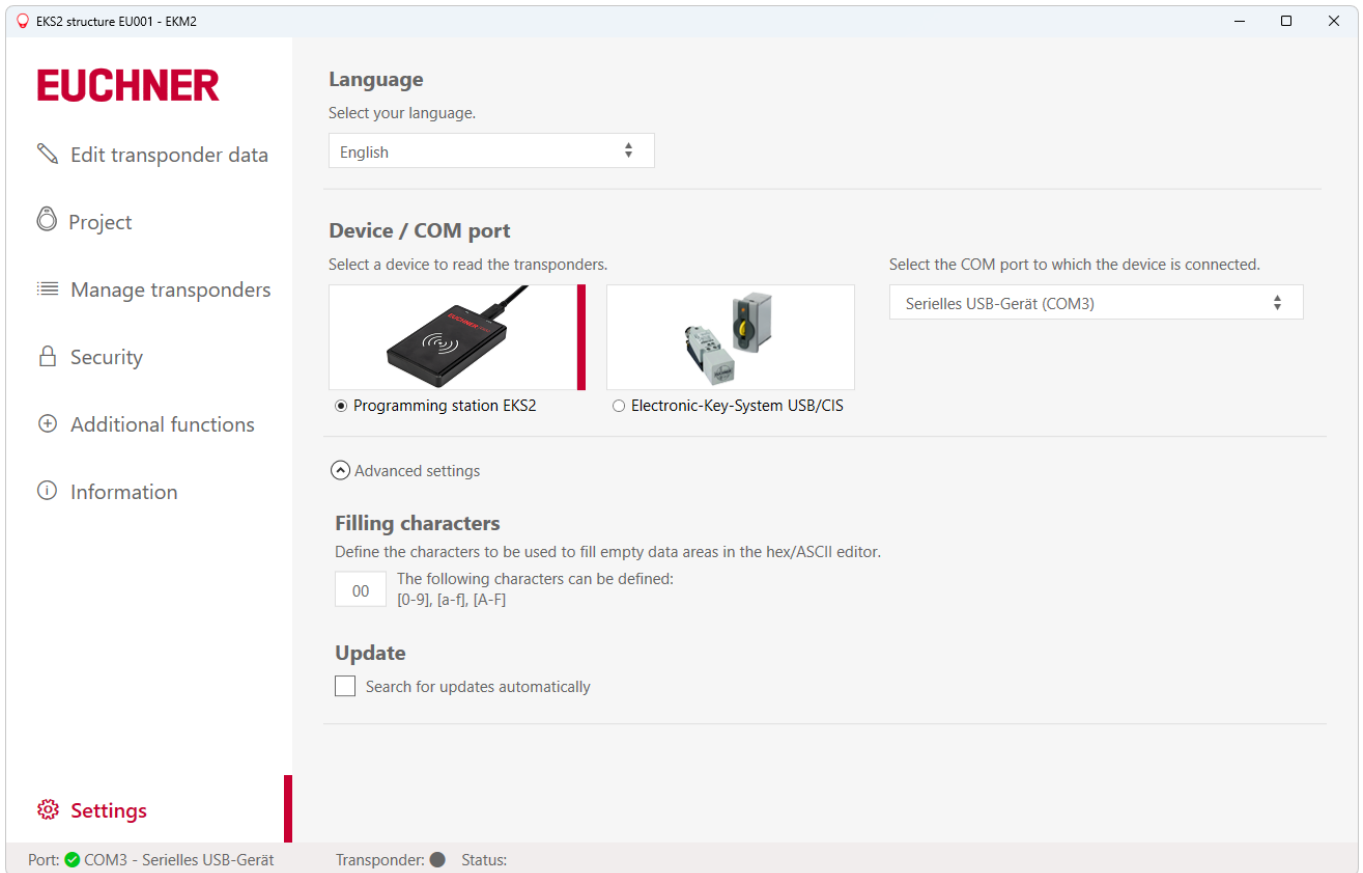 EKS2 structure EU001 - EKM2
EUCHNER
Edit transponder data
Project
Manage transponders
Security
Additional functions
Information
Settings
Language
Select your language.
English
Device / COM port
Select a device to read the transponders.
Select the COM port to which the device is connected.
EUCHNER
Serielles USB-Gerät (COM3)
Programming station EKS2
Electronic-Key-System USB/CIS
Advanced settings
Filling characters
Define the characters to be used to fill empty data areas in the hex/ASCII editor.
00
The following characters can be defined:
[0-9], [a-f], [A-F]
Update
Search for updates automatically
Port: COM3 - Serielles USB-Gerät Transponder: Status: